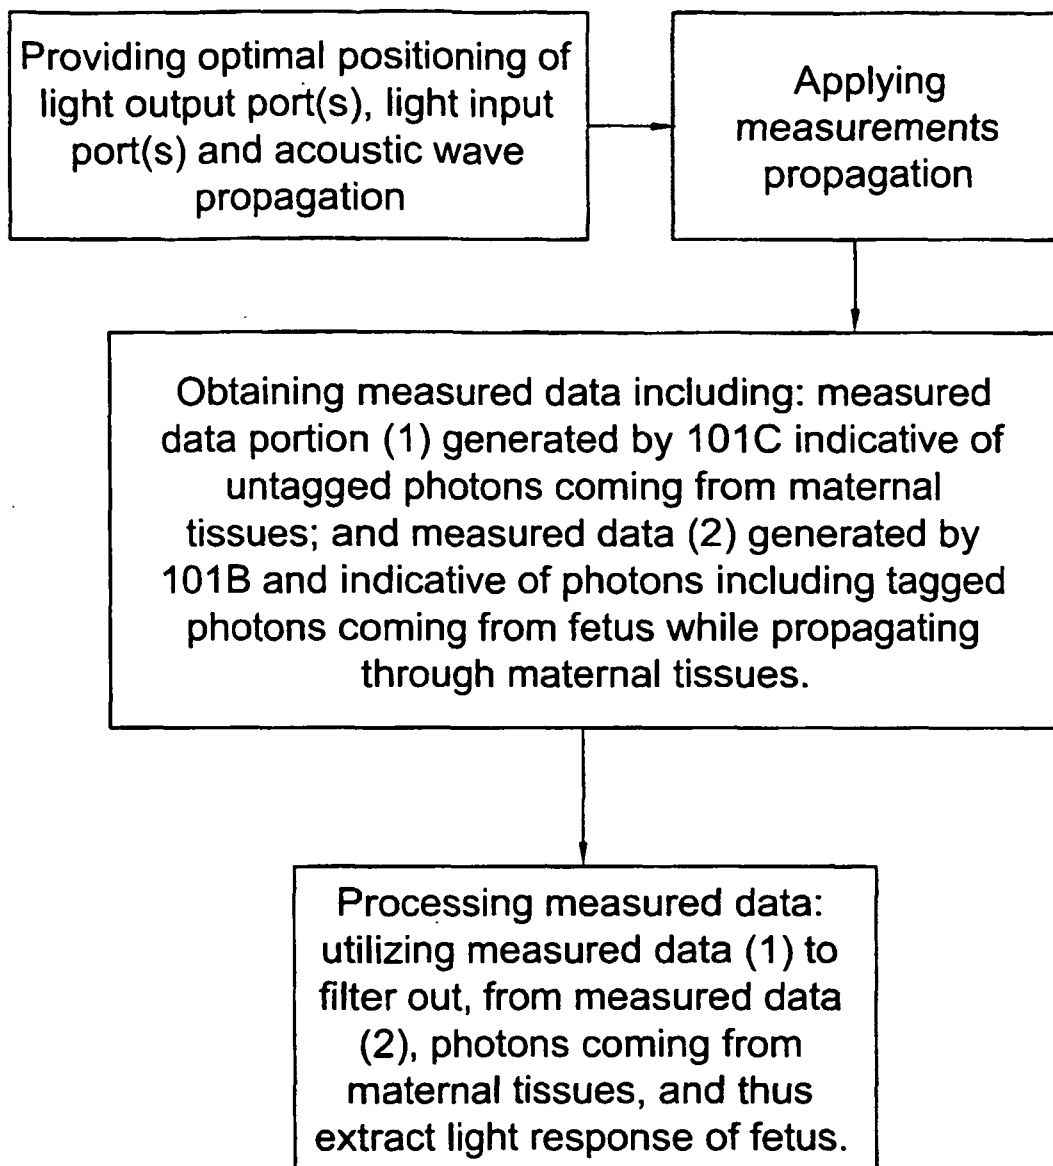 Providing optimal positioning of
light output port(s), light input
port(s) and acoustic wave
propagation
Applying
measurements
propagation
Obtaining measured data including: measured
data portion (1) generated by 101C indicative of
untagged photons coming from maternal
tissues; and measured data (2) generated by
101B and indicative of photons including tagged
photons coming from fetus while propagating
through maternal tissues.
Processing measured data:
utilizing measured data (1) to
filter out, from measured data
(2), photons coming from
maternal tissues, and thus
extract light response of fetus.